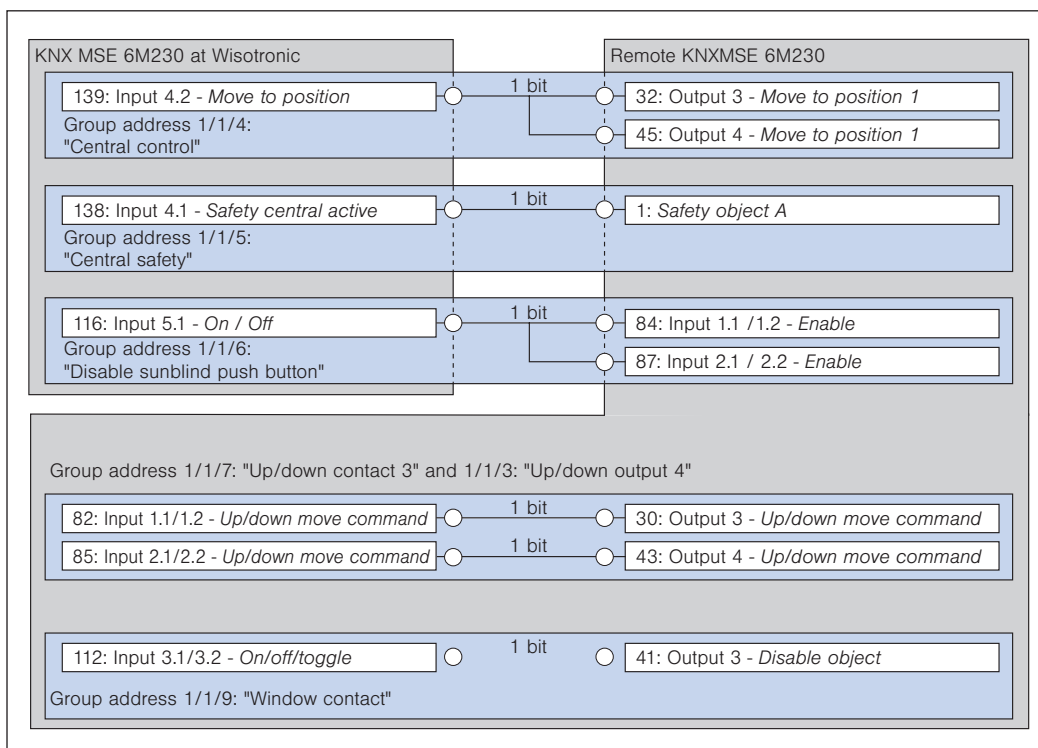 KNX MSE 6M230 at Wisotronic
Remote KNXMSE 6M230
139: Input 4.2 - Move to position
1 bit
32: Output 3 - Move to position 1
45: Output 4 - Move to position 1
Group address 1/1/4:
"Central control"
138: Input 4.1 - Safety central active
1 bit
1: Safety object A
Group address 1/1/5:
"Central safety"
116: Input 5.1 - On / Off
1 bit
84: Input 1.1 /1.2 - Enable
87: Input 2.1 / 2.2 - Enable
Group address 1/1/6:
"Disable sunblind push button"
Group address 1/1/7: "Up/down contact 3" and 1/1/3: "Up/down output 4"
82: Input 1.1/1.2 - Up/down move command
1 bit
30: Output 3 - Up/down move command
85: Input 2.1/2.2 - Up/down move command
1 bit
43: Output 4 - Up/down move command
112: Input 3.1/3.2 - On/off/toggle
1 bit
41: Output 3 - Disable object
Group address 1/1/9: "Window contact"